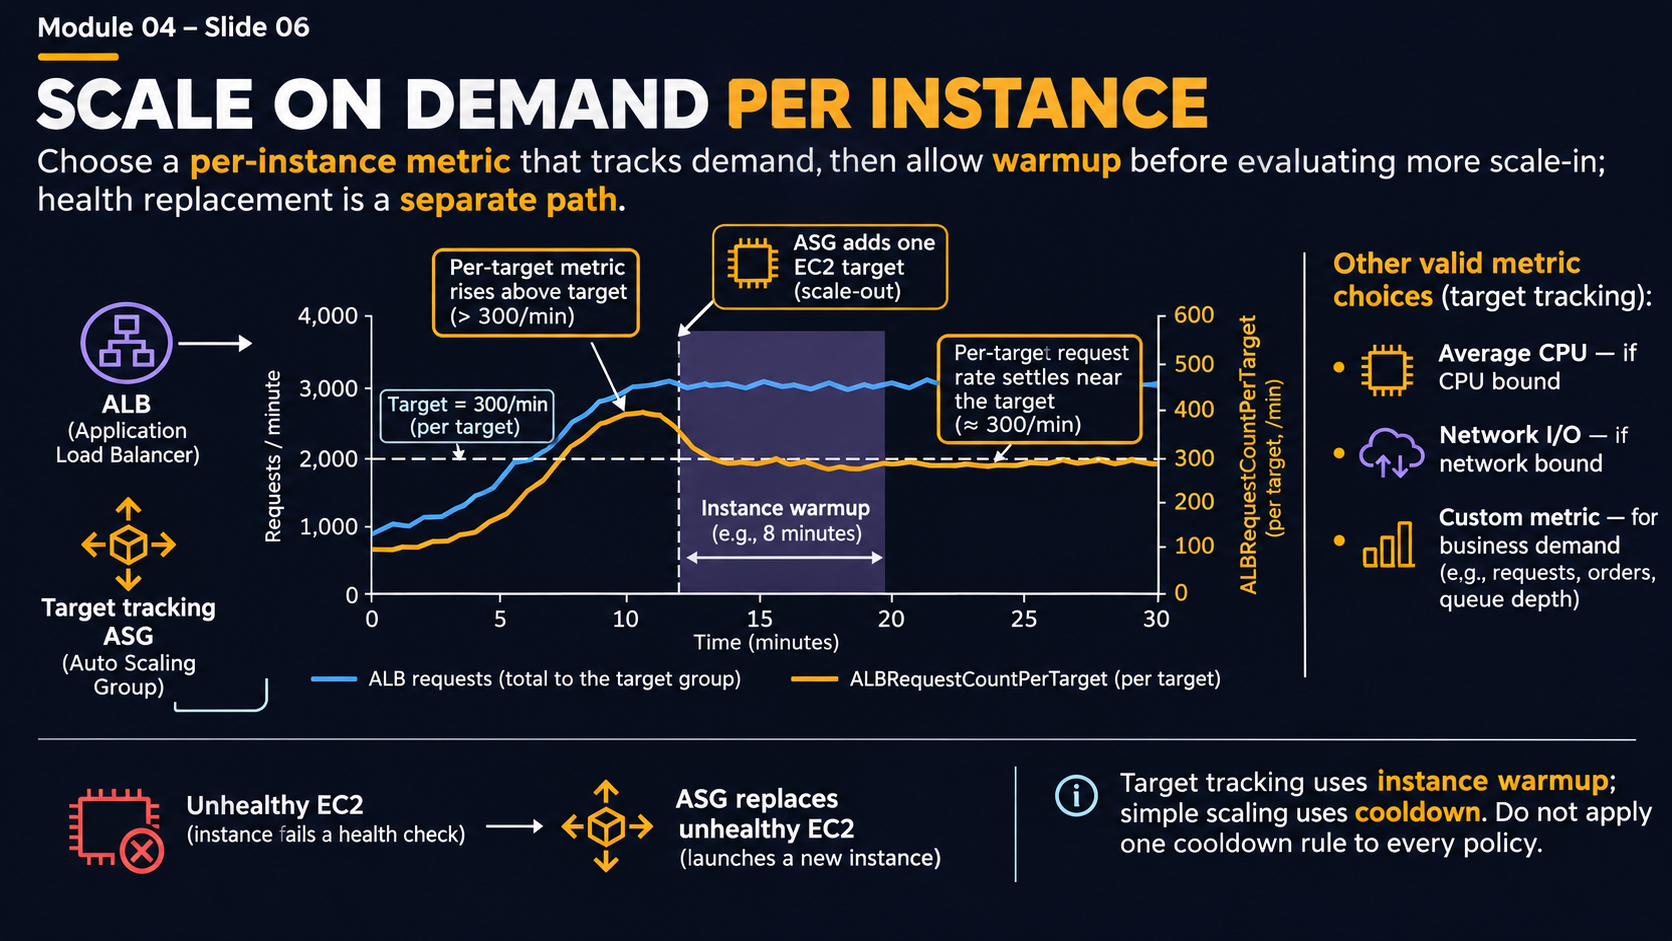 Module 04 – Slide 06
SCALE ON DEMAND PER INSTANCE
Choose a per-instance metric that tracks demand, then allow warmup before evaluating more scale-in;
health replacement is a separate path.
ALB
(Application
Load Balancer)
Target tracking
ASG
(Auto Scaling
Group)
Per-target metric
rises above target
(> 300/min)
ASG adds one
EC2 target
(scale-out)
Target = 300/min
(per target)
Per-target request
rate settles near
the target
(≈ 300/min)
Instance warmup
(e.g., 8 minutes)
Requests / minute
4,000
3,000
2,000
1,000
0
0
5
10
15
20
25
30
Time (minutes)
600
500
400
300
200
100
0
ALBRequestCountPerTarget
(per target, /min)
ALB requests (total to the target group)
ALBRequestCountPerTarget (per target)
Other valid metric
choices (target tracking):
• Average CPU — if
CPU bound
• Network I/O — if
network bound
• Custom metric — for
business demand
(e.g., requests, orders,
queue depth)
Unhealthy EC2
(instance fails a health check)
ASG replaces
unhealthy EC2
(launches a new instance)
i
Target tracking uses instance warmup;
simple scaling uses cooldown. Do not apply
one cooldown rule to every policy.